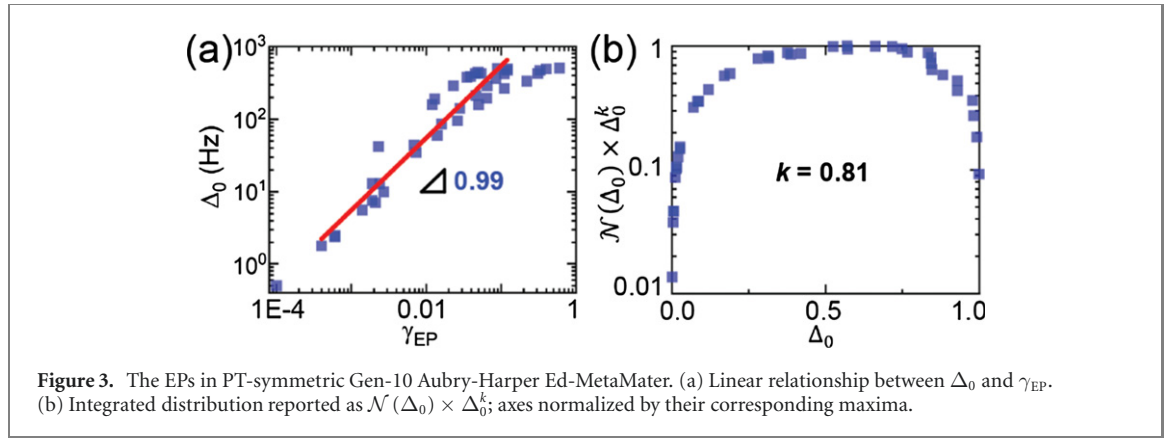 (a)
10³
10²
10¹
10⁰
Δ₀ (Hz)
0.99
1E-4
0.01
1
γ_EP
(b)
1
0.1
0.01
𝒩(Δ₀) × Δ₀ᵏ
k = 0.81
0.0
0.5
1.0
Δ₀
Figure 3. The EPs in PT-symmetric Gen-10 Aubry-Harper Ed-MetaMater. (a) Linear relationship between Δ₀ and γ_EP.
(b) Integrated distribution reported as 𝒩(Δ₀) × Δ₀ᵏ; axes normalized by their corresponding maxima.